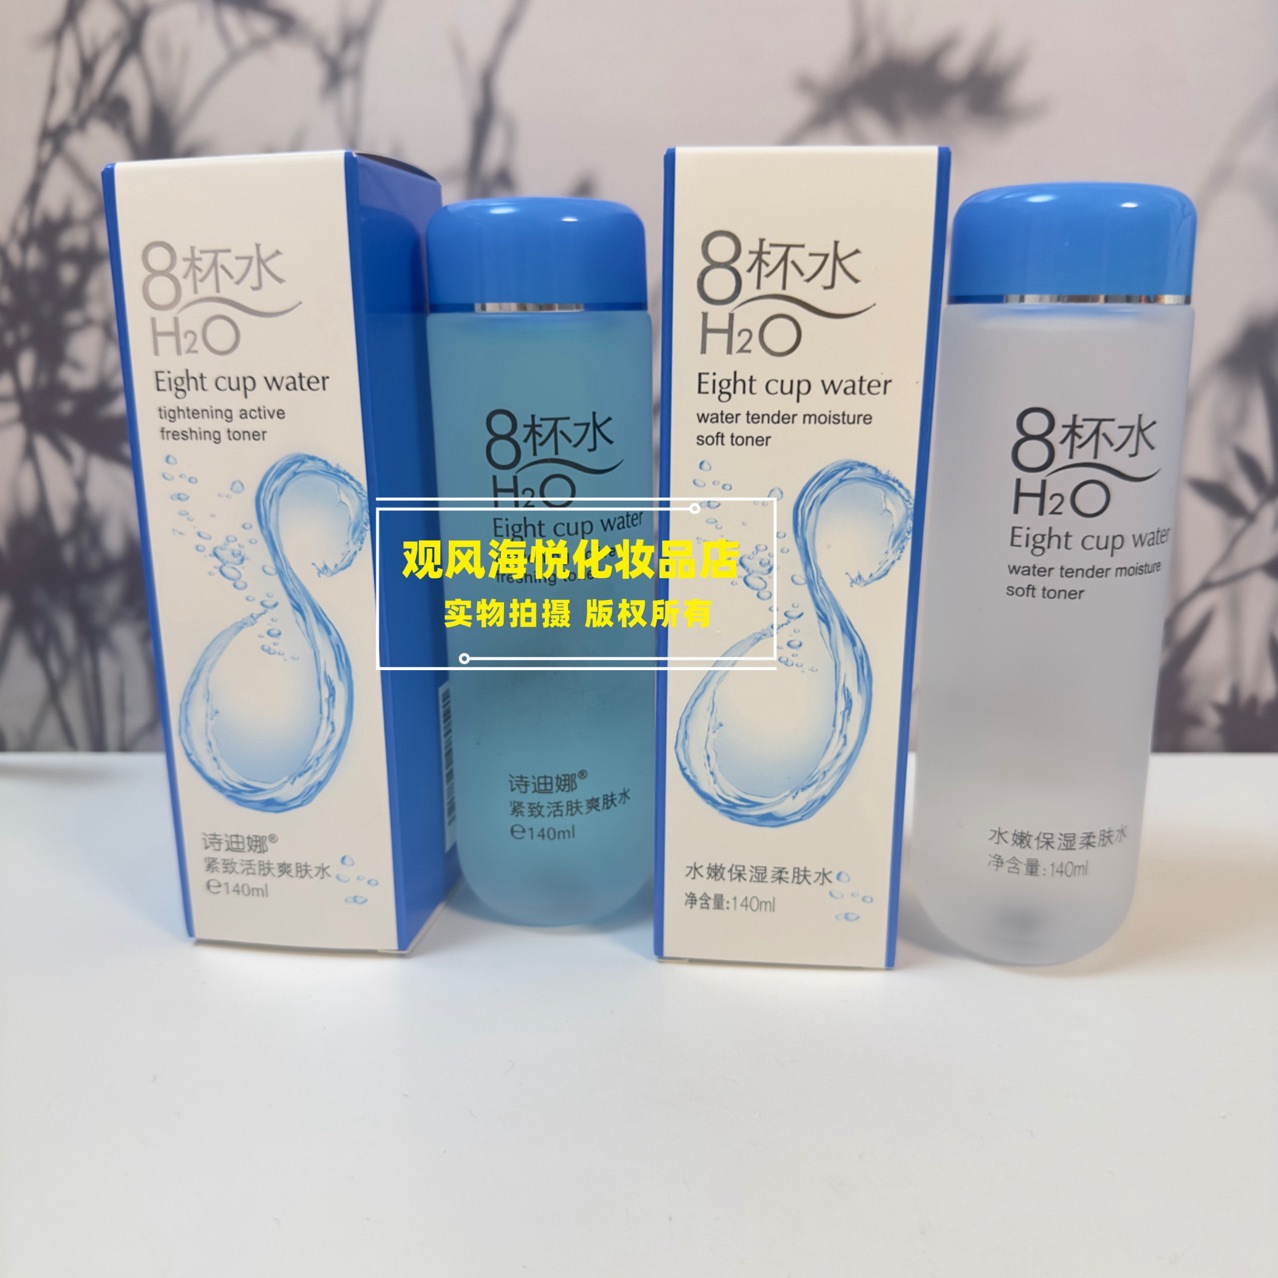 8杯水
H2O
Eight cup water
tightening active
freshing toner
诗迪娜®
紧致活肤爽肤水
℮140ml
8杯水
H2O
Eight cup water
freshing tone
诗迪娜®
紧致活肤爽肤水
℮140ml
观风海悦化妆品店
实物拍摄 版权所有
8杯水
H2O
Eight cup water
water tender moisture
soft toner
水嫩保湿柔肤水
净含量:140ml
8杯水
H2O
Eight cup water
water tender moisture
soft toner
水嫩保湿柔肤水
净含量:140ml